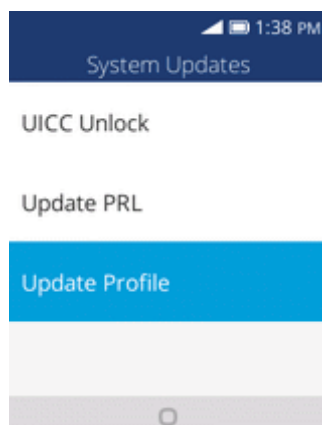 1:38 PM
System Updates
UICC Unlock
Update PRL
Update Profile